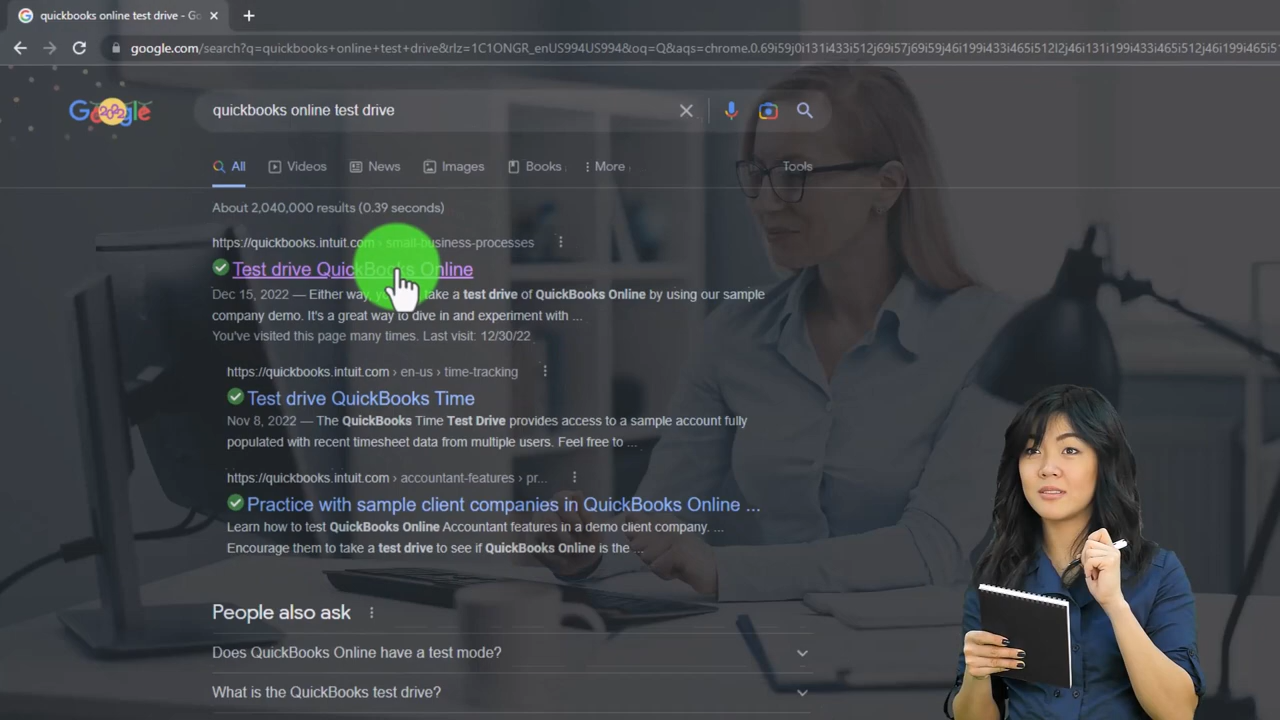 quickbooks online test drive - Go
google.com/search?q=quickbooks+online+test+drive&rlz=1C1ONGR_enUS994US994&oq=Q&aqs=chrome.0.69i59j0i131i433i512j69i57j69i59j46i199i433i465i512l2j46i131i199i433i465i512j46i199i465i512
Google
quickbooks online test drive
All Videos News Images Books More Tools
About 2,040,000 results (0.39 seconds)
https://quickbooks.intuit.com › small-business-processes
Test drive QuickBooks Online
Dec 15, 2022 — Either way, take a test drive of QuickBooks Online by using our sample
company demo. It's a great way to dive in and experiment with ...
You've visited this page many times. Last visit: 12/30/22
https://quickbooks.intuit.com › en-us › time-tracking
Test drive QuickBooks Time
Nov 8, 2022 — The QuickBooks Time Test Drive provides access to a sample account fully
populated with recent timesheet data from multiple users. Feel free to ...
https://quickbooks.intuit.com › accountant-features › pr...
Practice with sample client companies in QuickBooks Online ...
Learn how to test QuickBooks Online Accountant features in a demo client company. ...
Encourage them to take a test drive to see if QuickBooks Online is the ...
People also ask
Does QuickBooks Online have a test mode?
What is the QuickBooks test drive?